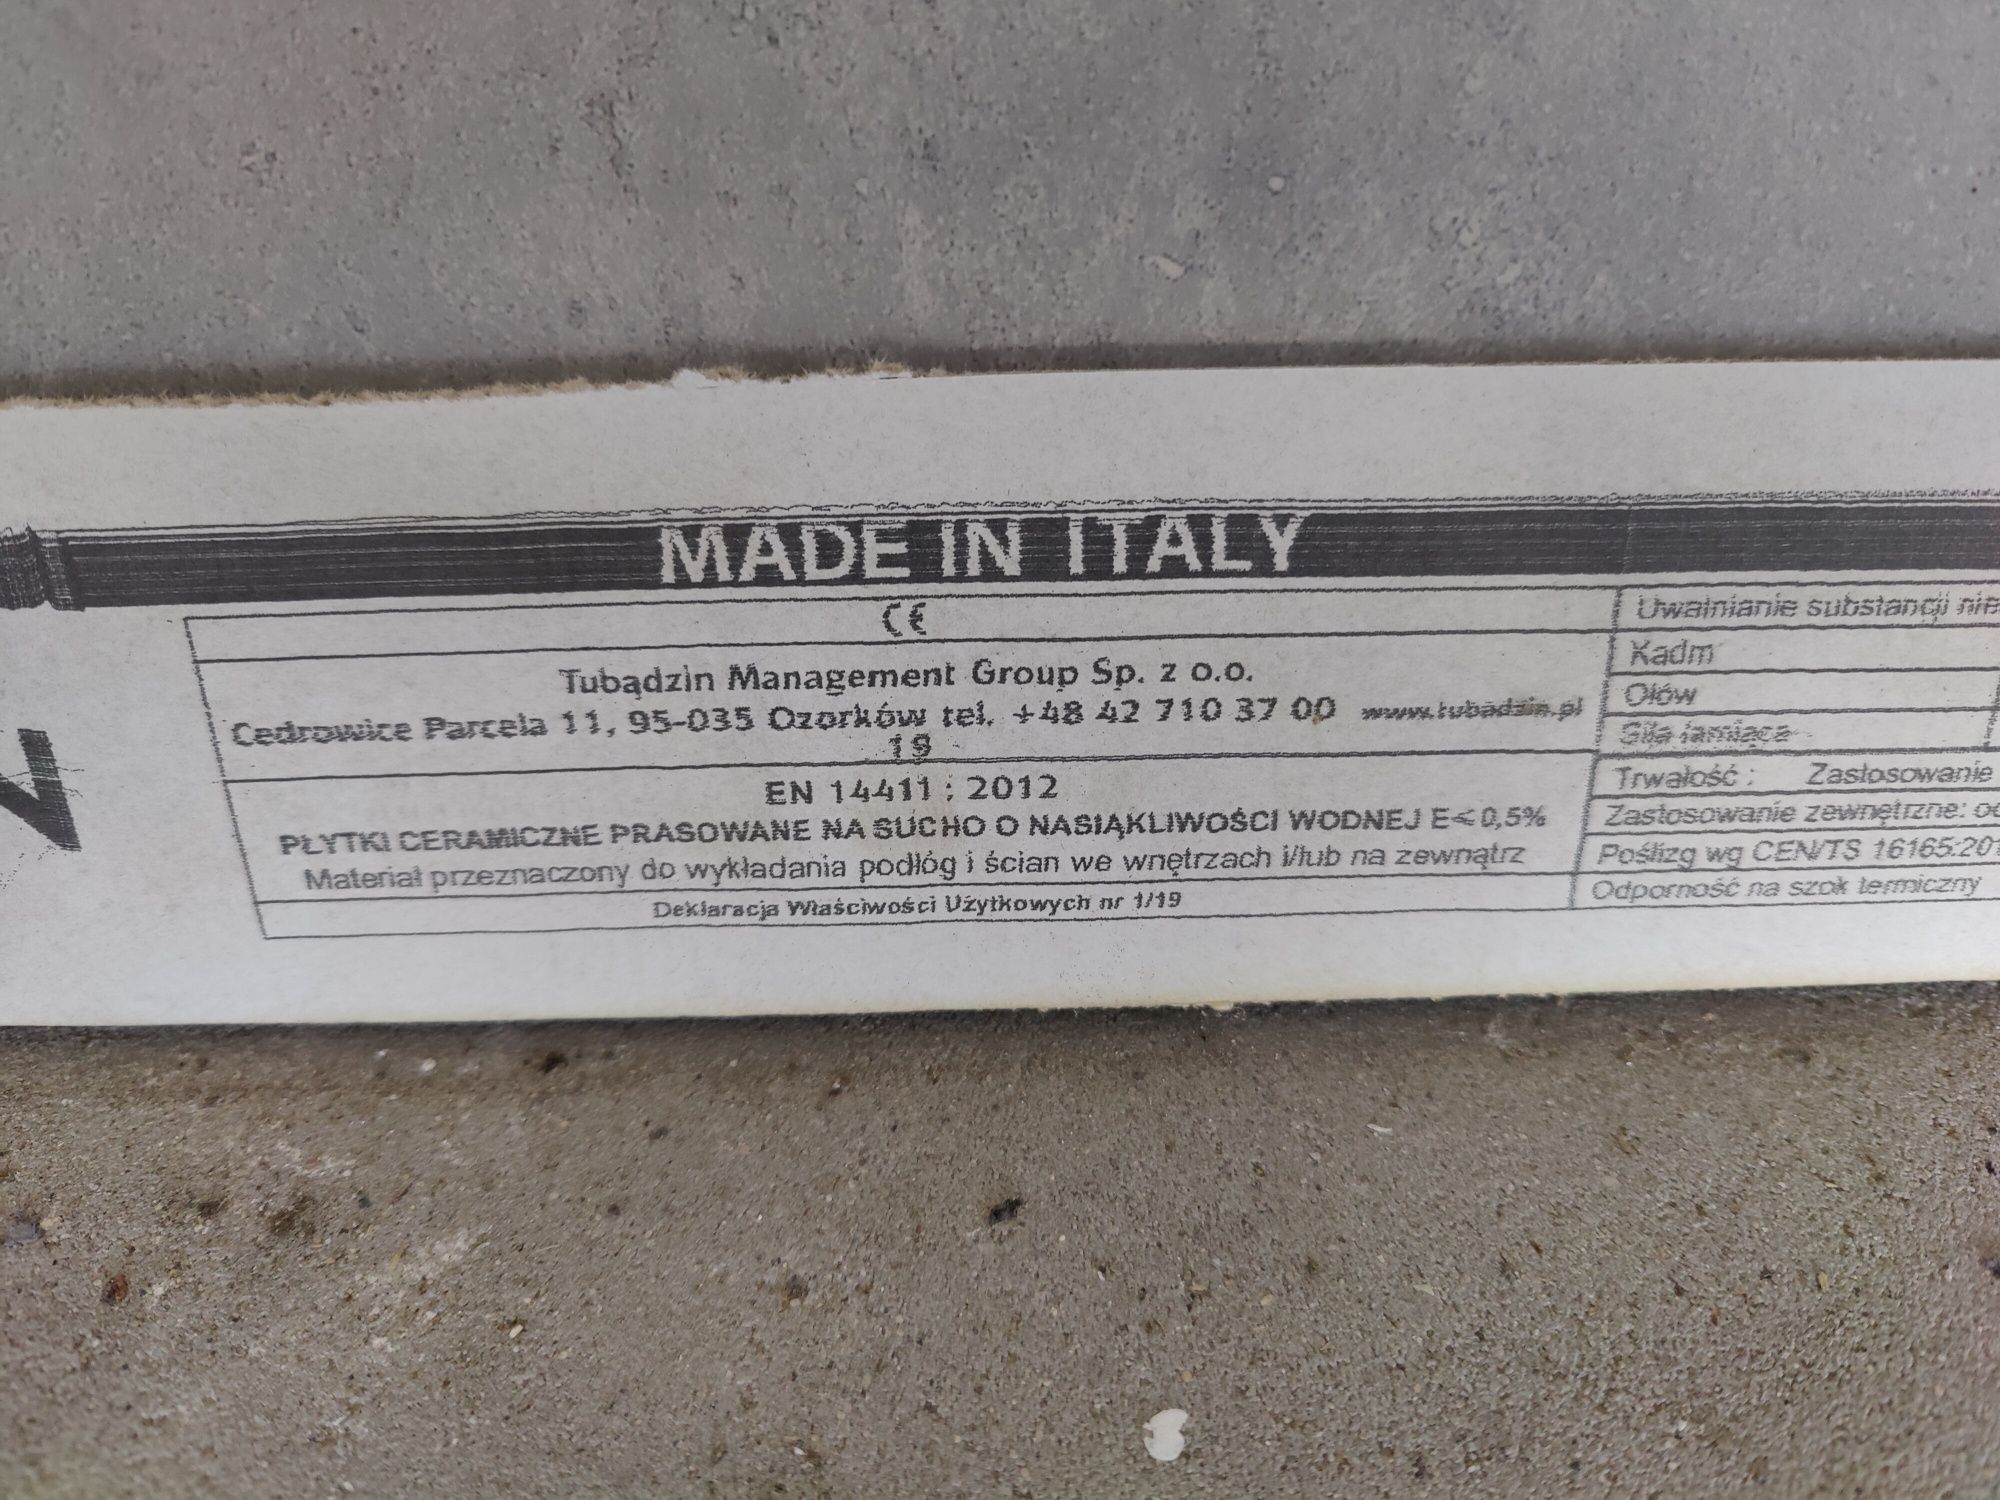 MADE IN ITALY
CE
Tubądzin Management Group Sp. z o.o.
Cedrowice Parcela 11, 95-035 Ozorków tel. +48 42 710 37 00 www.tubadzin.pl
19
EN 14411 : 2012
PŁYTKI CERAMICZNE PRASOWANE NA SUCHO O NASIĄKLIWOŚCI WODNEJ E≤0,5%
Materiał przeznaczony do wykładania podłóg i ścian we wnętrzach i/lub na zewnątrz
Deklaracja Właściwości Użytkowych nr 1/19
Uwalnianie substancji nie
Kadm
Ołów
Siła łamiąca
Trwałość : Zastosowanie
Zastosowanie zewnętrzne: od
Poślizg wg CEN/TS 16165:201
Odporność na szok termiczny